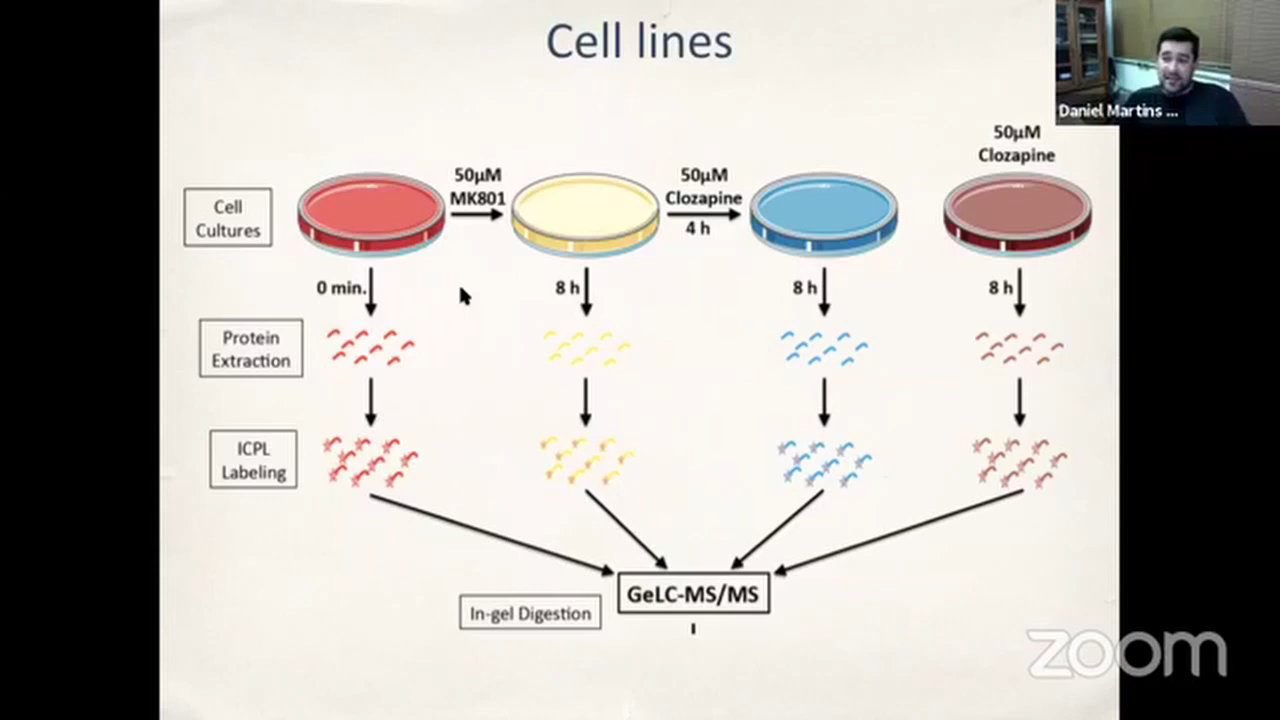 Cell lines
Daniel Martins ...
50µM
Clozapine
50µM
MK801
50µM
Clozapine
4 h
Cell
Cultures
0 min.
8 h
8 h
8 h
Protein
Extraction
ICPL
Labeling
GeLC-MS/MS
In-gel Digestion
zoom